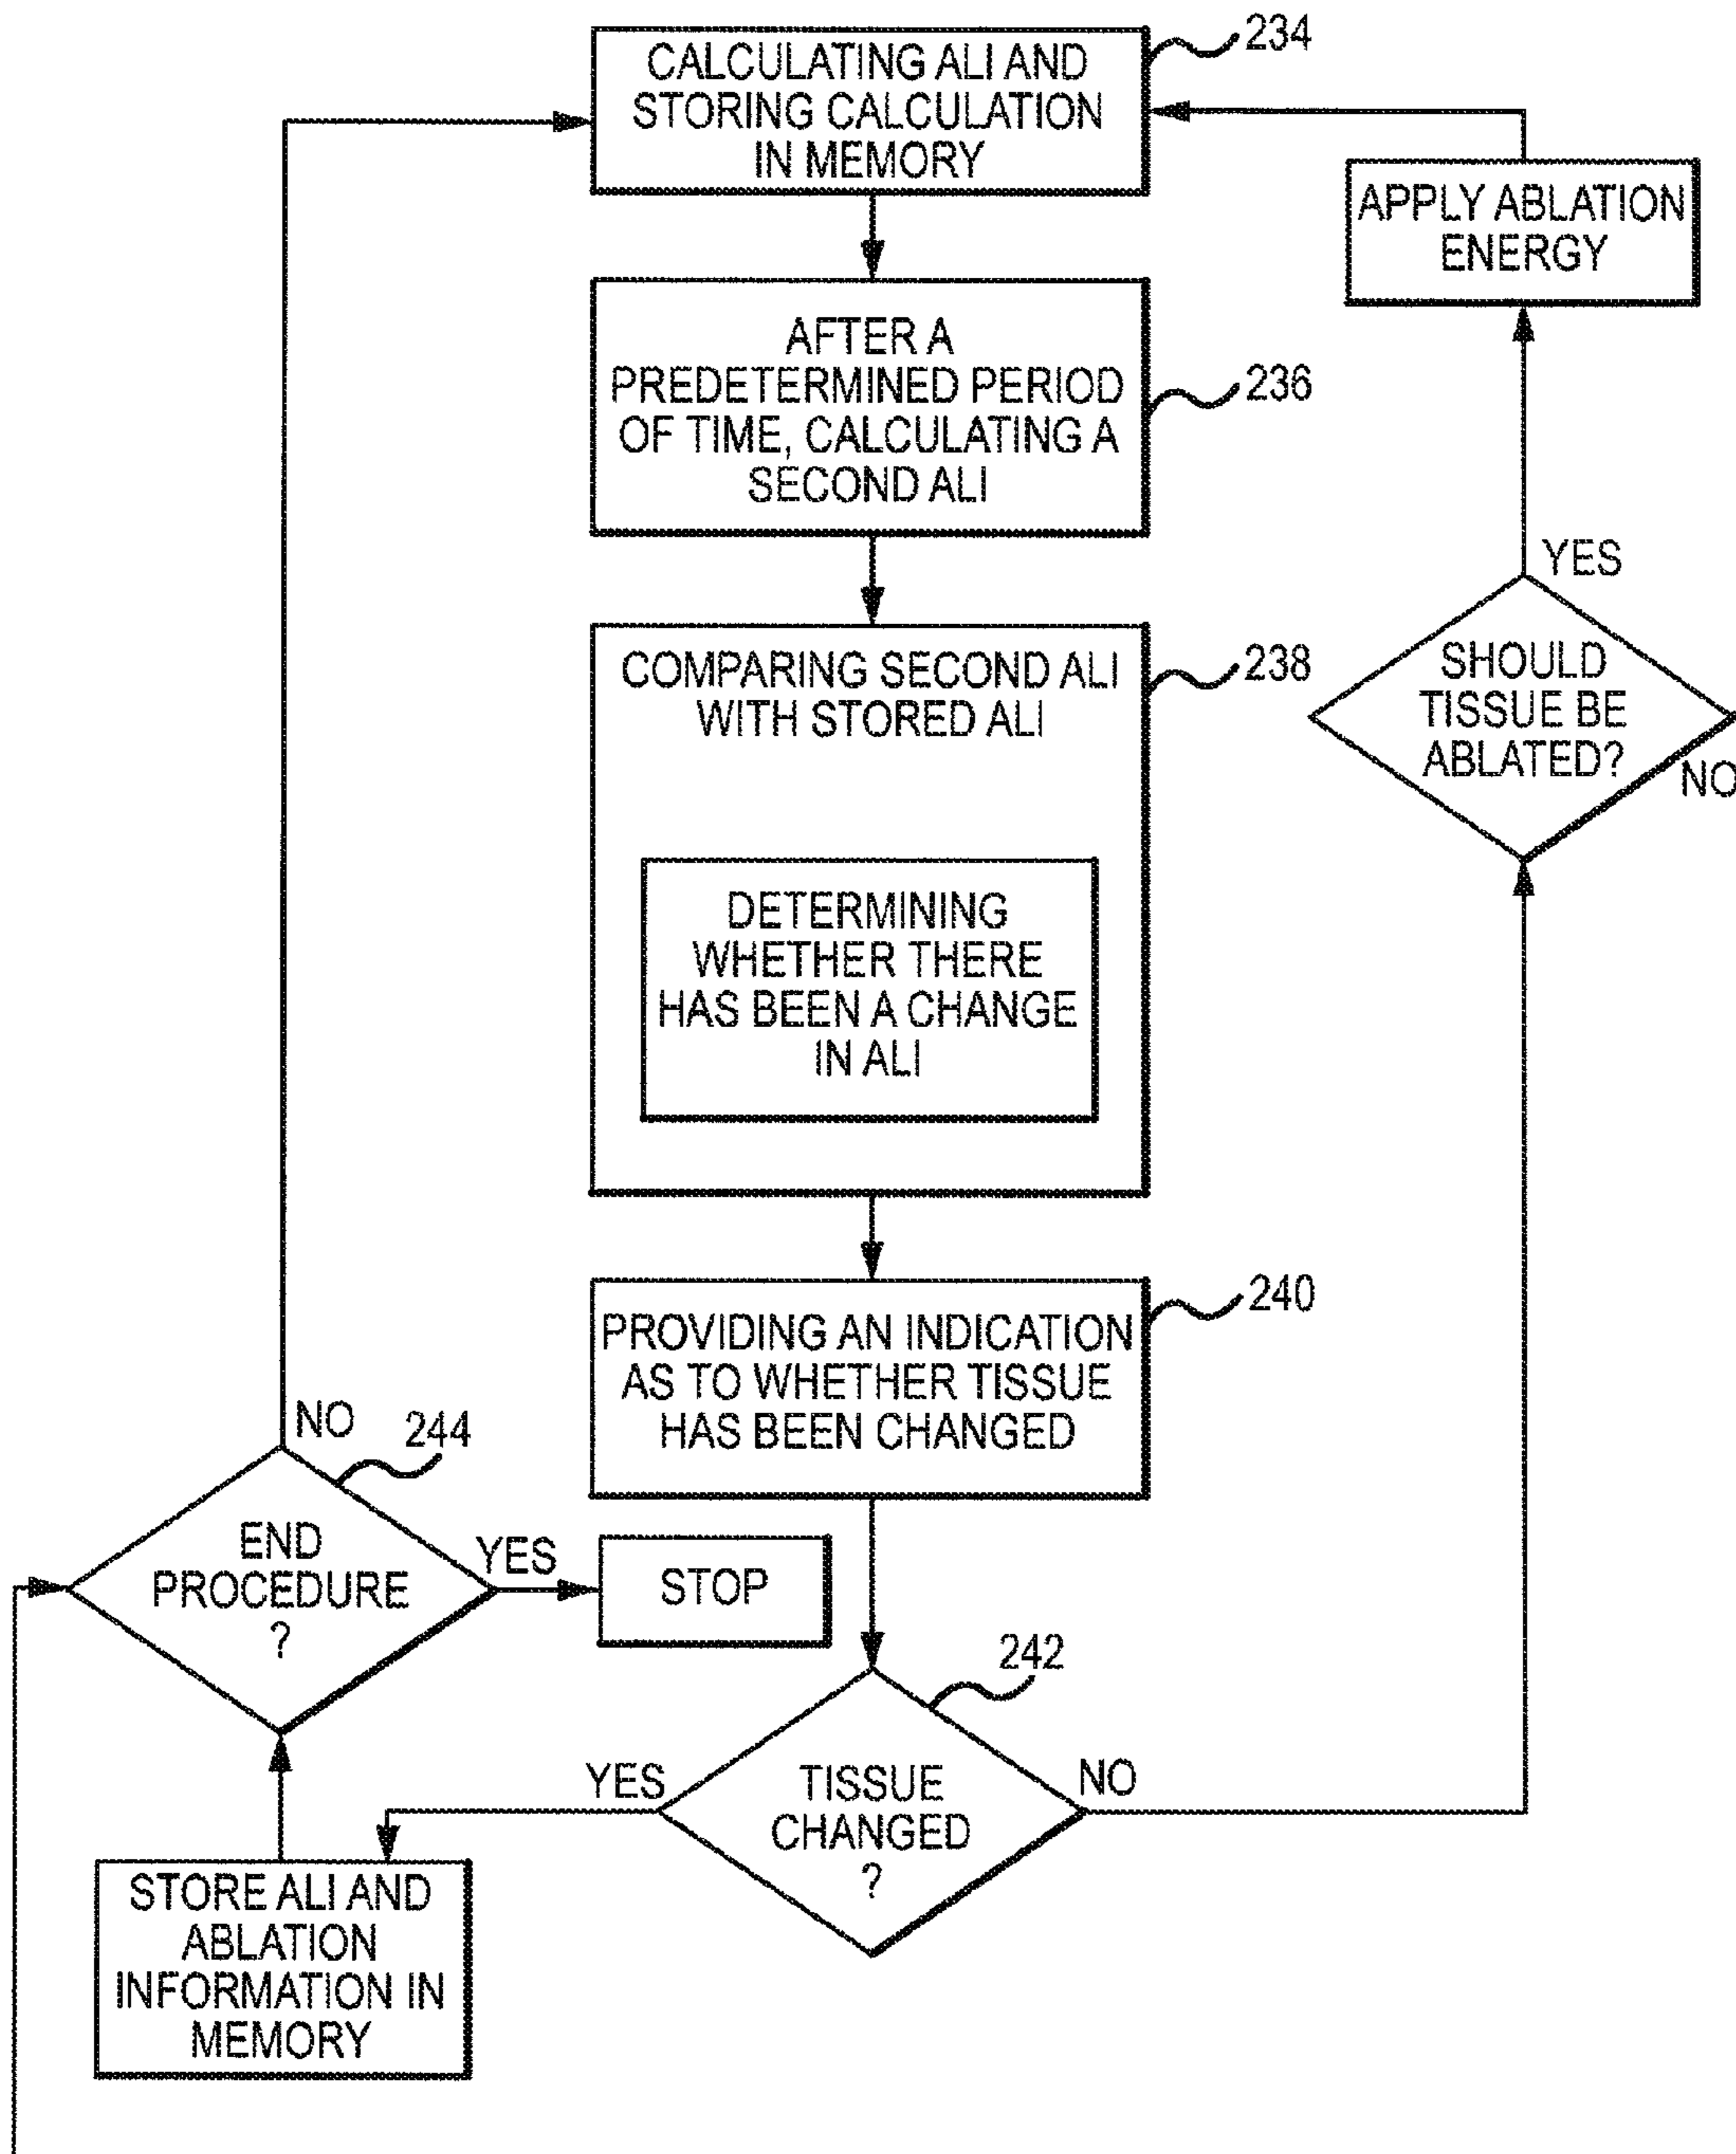 CALCULATING ALI AND
STORING CALCULATION
IN MEMORY
234
APPLY ABLATION
ENERGY
AFTER A
PREDETERMINED PERIOD
OF TIME, CALCULATING A
SECOND ALI
236
YES
SHOULD
TISSUE BE
ABLATED?
NO
COMPARING SECOND ALI
WITH STORED ALI
238
DETERMINING
WHETHER THERE
HAS BEEN A CHANGE
IN ALI
PROVIDING AN INDICATION
AS TO WHETHER TISSUE
HAS BEEN CHANGED
240
NO
244
END
PROCEDURE
?
YES
STOP
242
YES
TISSUE
CHANGED
?
NO
STORE ALI AND
ABLATION
INFORMATION IN
MEMORY